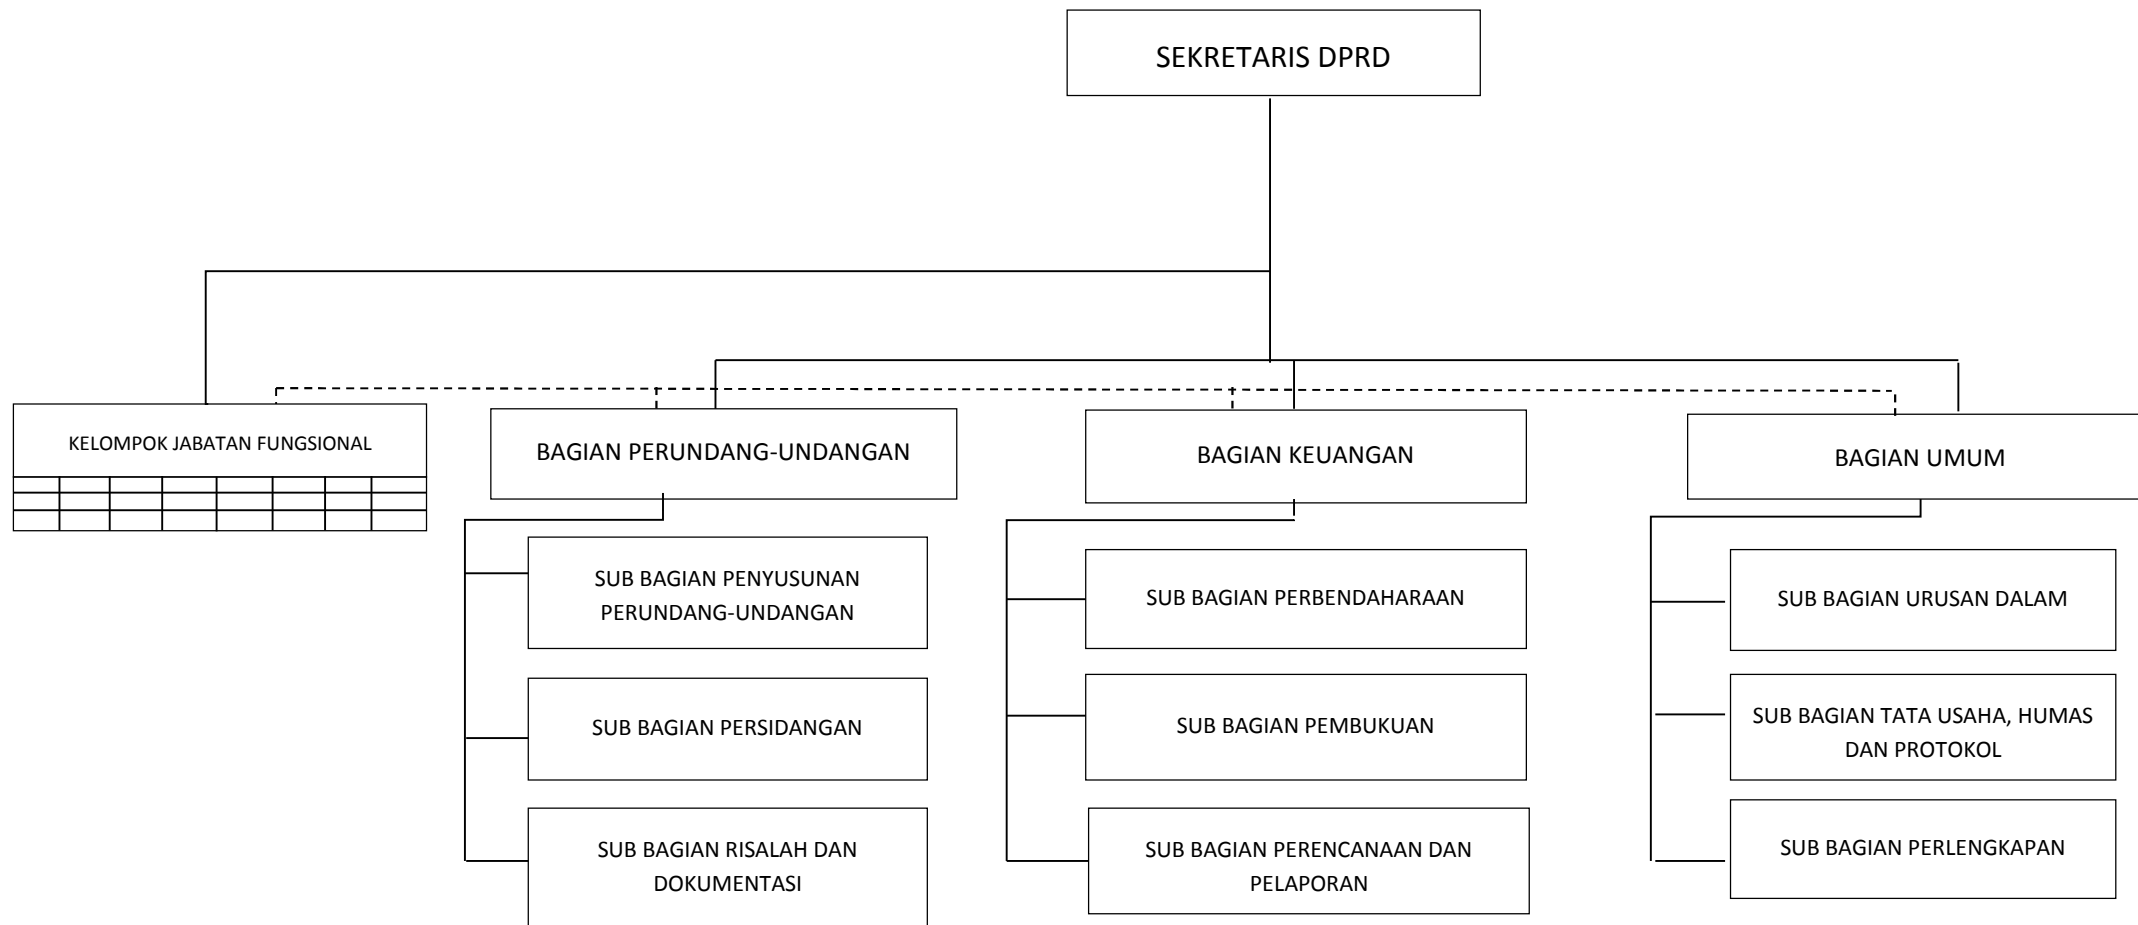 SEKRETARIS DPRD
KELOMPOK JABATAN FUNGSIONAL
BAGIAN PERUNDANG-UNDANGAN
BAGIAN KEUANGAN
BAGIAN UMUM
SUB BAGIAN PENYUSUNAN
PERUNDANG-UNDANGAN
SUB BAGIAN PERSIDANGAN
SUB BAGIAN RISALAH DAN
DOKUMENTASI
SUB BAGIAN PERBENDAHARAAN
SUB BAGIAN PEMBUKUAN
SUB BAGIAN PERENCANAAN DAN
PELAPORAN
SUB BAGIAN URUSAN DALAM
SUB BAGIAN TATA USAHA, HUMAS
DAN PROTOKOL
SUB BAGIAN PERLENGKAPAN